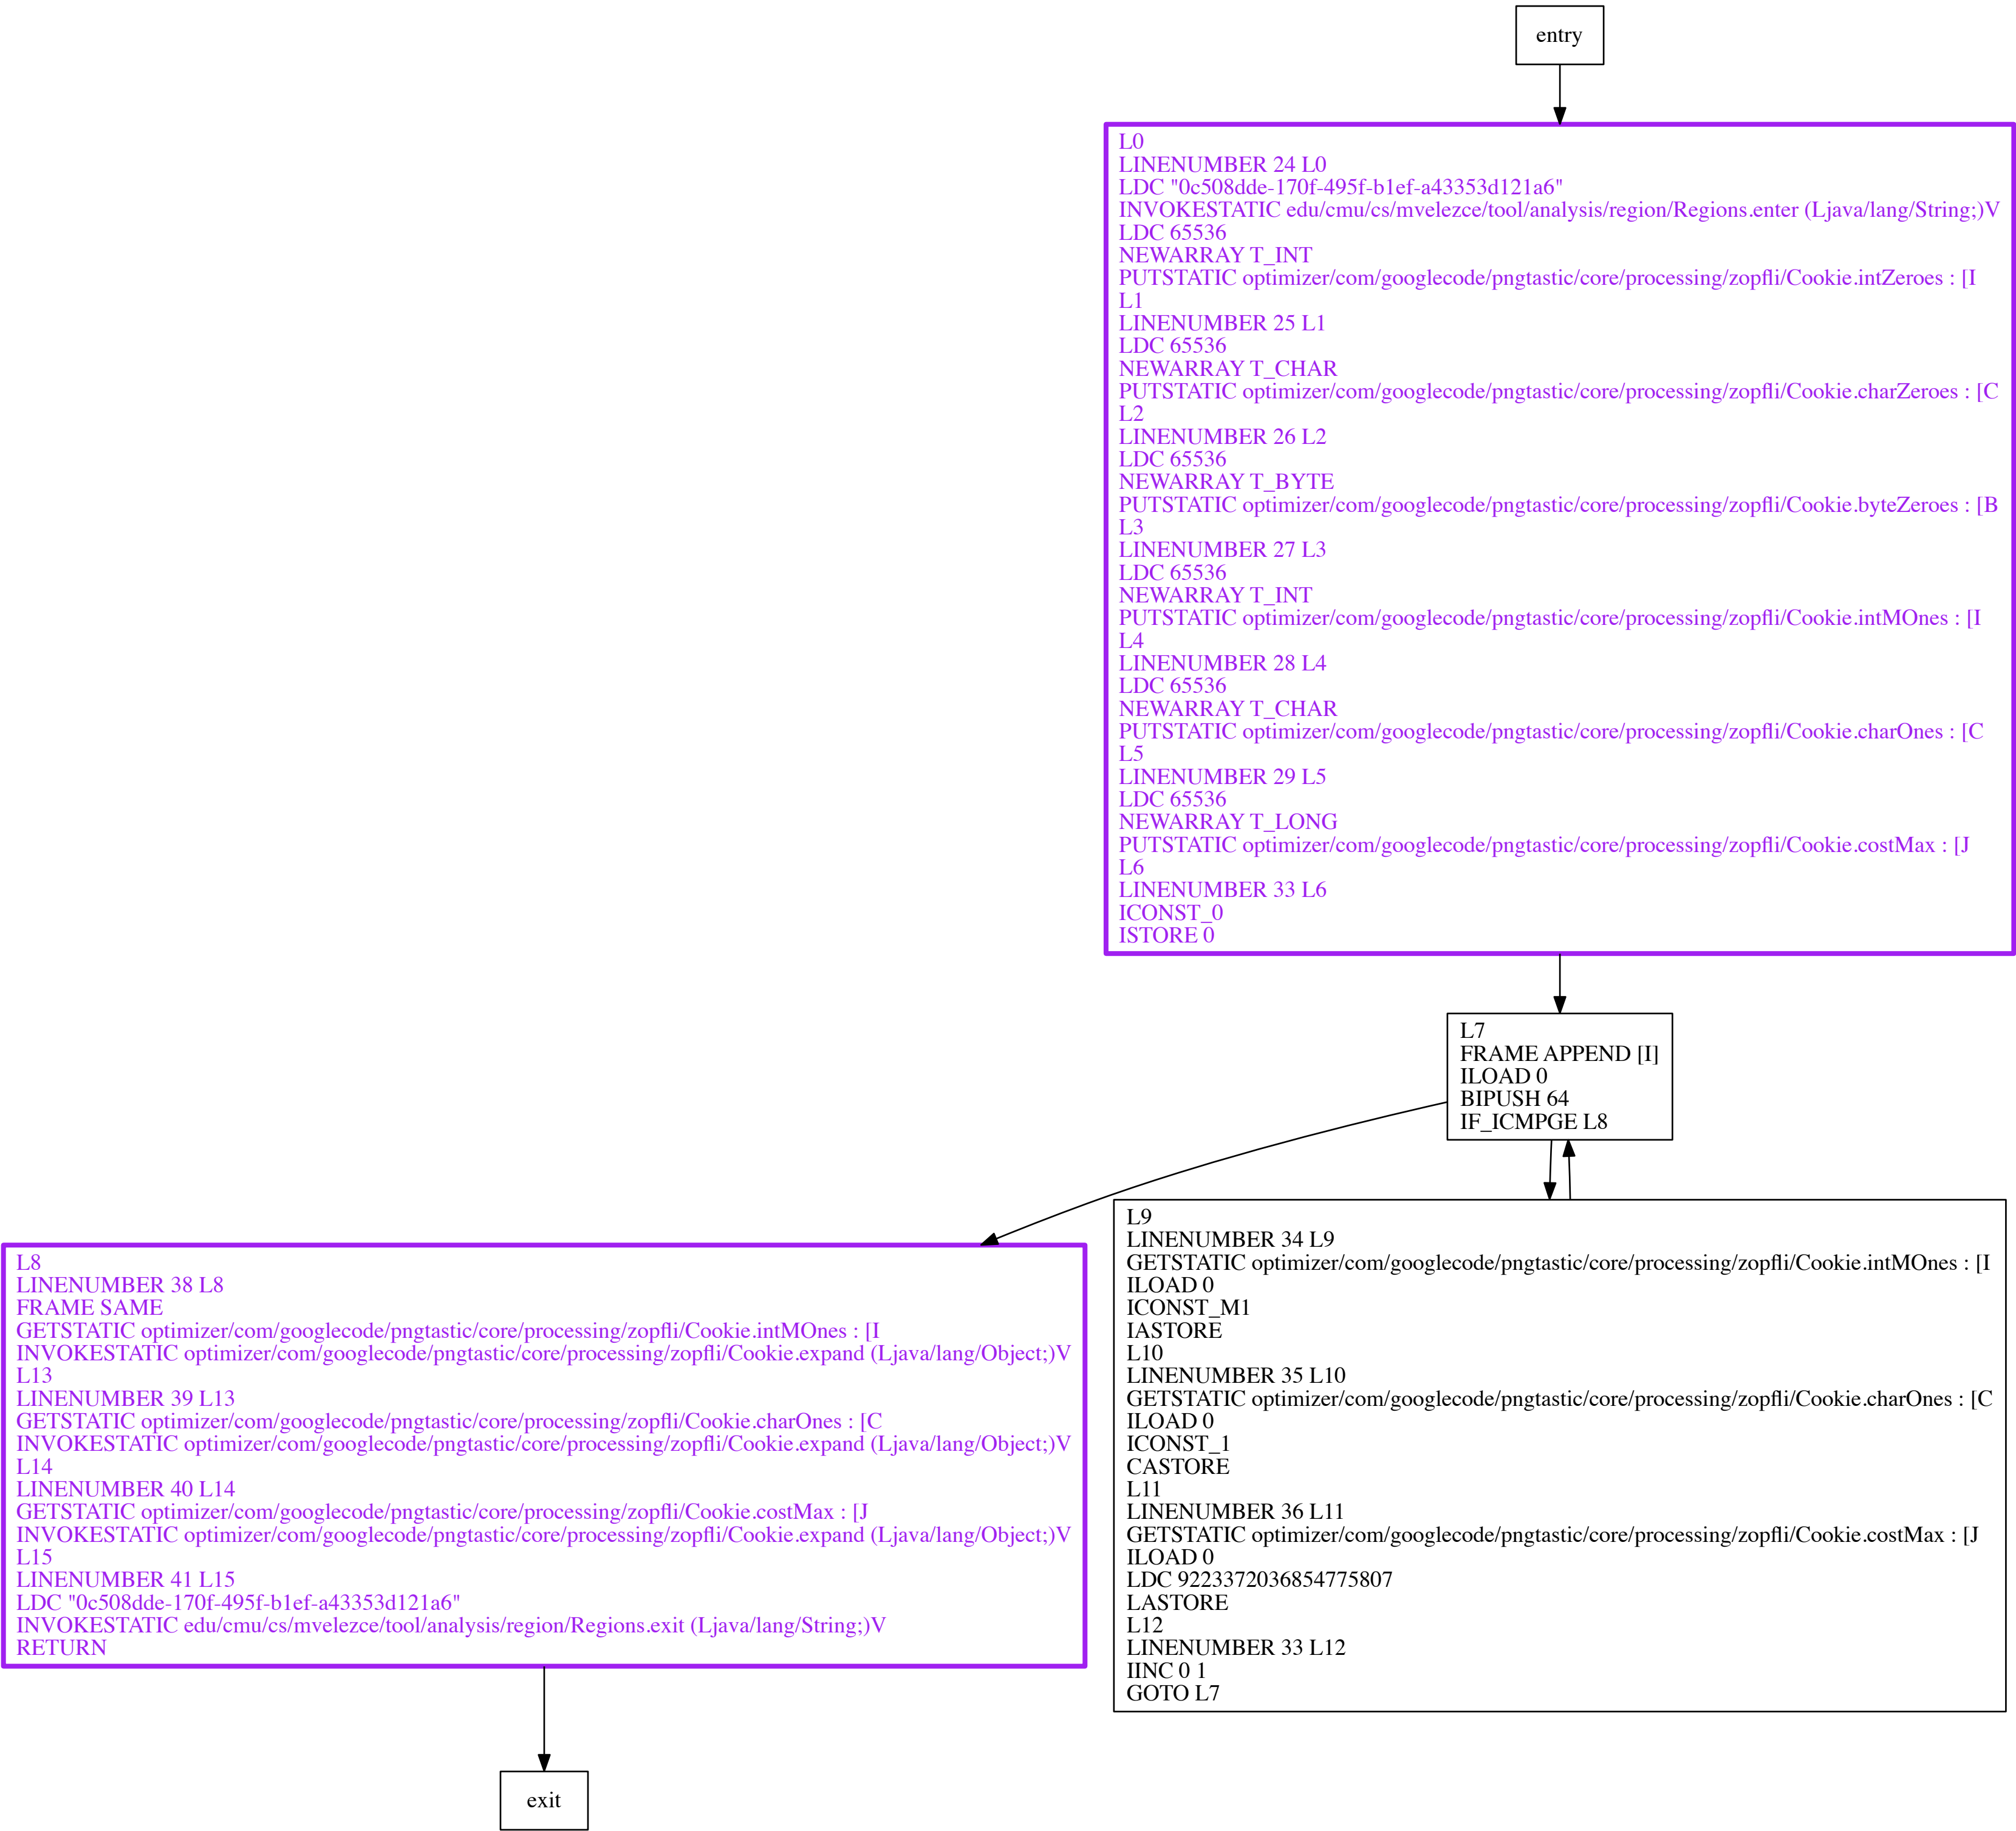 entry
L0
LINENUMBER 24 L0
LDC "0c508dde-170f-495f-b1ef-a43353d121a6"
INVOKESTATIC edu/cmu/cs/mvelezce/tool/analysis/region/Regions.enter (Ljava/lang/String;)V
LDC 65536
NEWARRAY T_INT
PUTSTATIC optimizer/com/googlecode/pngtastic/core/processing/zopfli/Cookie.intZeroes : [I
L1
LINENUMBER 25 L1
LDC 65536
NEWARRAY T_CHAR
PUTSTATIC optimizer/com/googlecode/pngtastic/core/processing/zopfli/Cookie.charZeroes : [C
L2
LINENUMBER 26 L2
LDC 65536
NEWARRAY T_BYTE
PUTSTATIC optimizer/com/googlecode/pngtastic/core/processing/zopfli/Cookie.byteZeroes : [B
L3
LINENUMBER 27 L3
LDC 65536
NEWARRAY T_INT
PUTSTATIC optimizer/com/googlecode/pngtastic/core/processing/zopfli/Cookie.intMOnes : [I
L4
LINENUMBER 28 L4
LDC 65536
NEWARRAY T_CHAR
PUTSTATIC optimizer/com/googlecode/pngtastic/core/processing/zopfli/Cookie.charOnes : [C
L5
LINENUMBER 29 L5
LDC 65536
NEWARRAY T_LONG
PUTSTATIC optimizer/com/googlecode/pngtastic/core/processing/zopfli/Cookie.costMax : [J
L6
LINENUMBER 33 L6
ICONST_0
ISTORE 0
L7
FRAME APPEND [I]
ILOAD 0
BIPUSH 64
IF_ICMPGE L8
L8
LINENUMBER 38 L8
FRAME SAME
GETSTATIC optimizer/com/googlecode/pngtastic/core/processing/zopfli/Cookie.intMOnes : [I
INVOKESTATIC optimizer/com/googlecode/pngtastic/core/processing/zopfli/Cookie.expand (Ljava/lang/Object;)V
L13
LINENUMBER 39 L13
GETSTATIC optimizer/com/googlecode/pngtastic/core/processing/zopfli/Cookie.charOnes : [C
INVOKESTATIC optimizer/com/googlecode/pngtastic/core/processing/zopfli/Cookie.expand (Ljava/lang/Object;)V
L14
LINENUMBER 40 L14
GETSTATIC optimizer/com/googlecode/pngtastic/core/processing/zopfli/Cookie.costMax : [J
INVOKESTATIC optimizer/com/googlecode/pngtastic/core/processing/zopfli/Cookie.expand (Ljava/lang/Object;)V
L15
LINENUMBER 41 L15
LDC "0c508dde-170f-495f-b1ef-a43353d121a6"
INVOKESTATIC edu/cmu/cs/mvelezce/tool/analysis/region/Regions.exit (Ljava/lang/String;)V
RETURN
L9
LINENUMBER 34 L9
GETSTATIC optimizer/com/googlecode/pngtastic/core/processing/zopfli/Cookie.intMOnes : [I
ILOAD 0
ICONST_M1
IASTORE
L10
LINENUMBER 35 L10
GETSTATIC optimizer/com/googlecode/pngtastic/core/processing/zopfli/Cookie.charOnes : [C
ILOAD 0
ICONST_1
CASTORE
L11
LINENUMBER 36 L11
GETSTATIC optimizer/com/googlecode/pngtastic/core/processing/zopfli/Cookie.costMax : [J
ILOAD 0
LDC 9223372036854775807
LASTORE
L12
LINENUMBER 33 L12
IINC 0 1
GOTO L7
exit